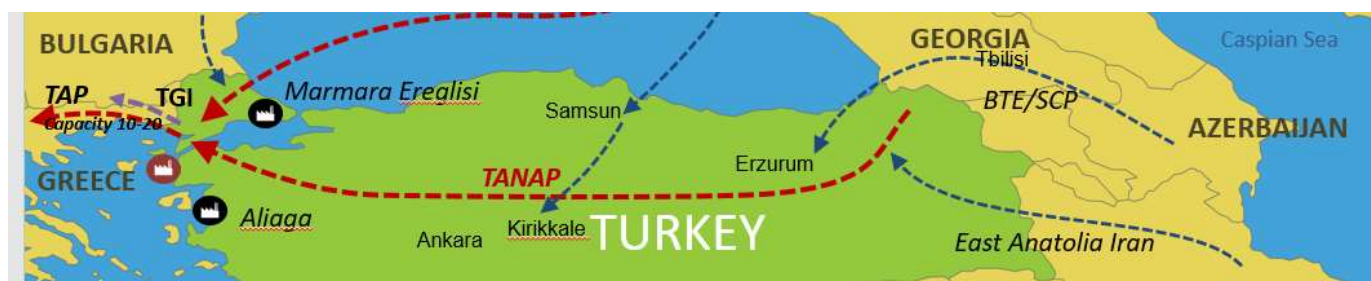 BULGARIA
GEORGIA
Caspian Sea
Tbilisi
TAP
TGI
Marmara Ereglisi
BTE/SCP
Samsun
Capacity 10-20
AZERBAIJAN
Erzurum
GREECE
TANAP
Aliaga
Kirikkale
TURKEY
Ankara
East Anatolia Iran